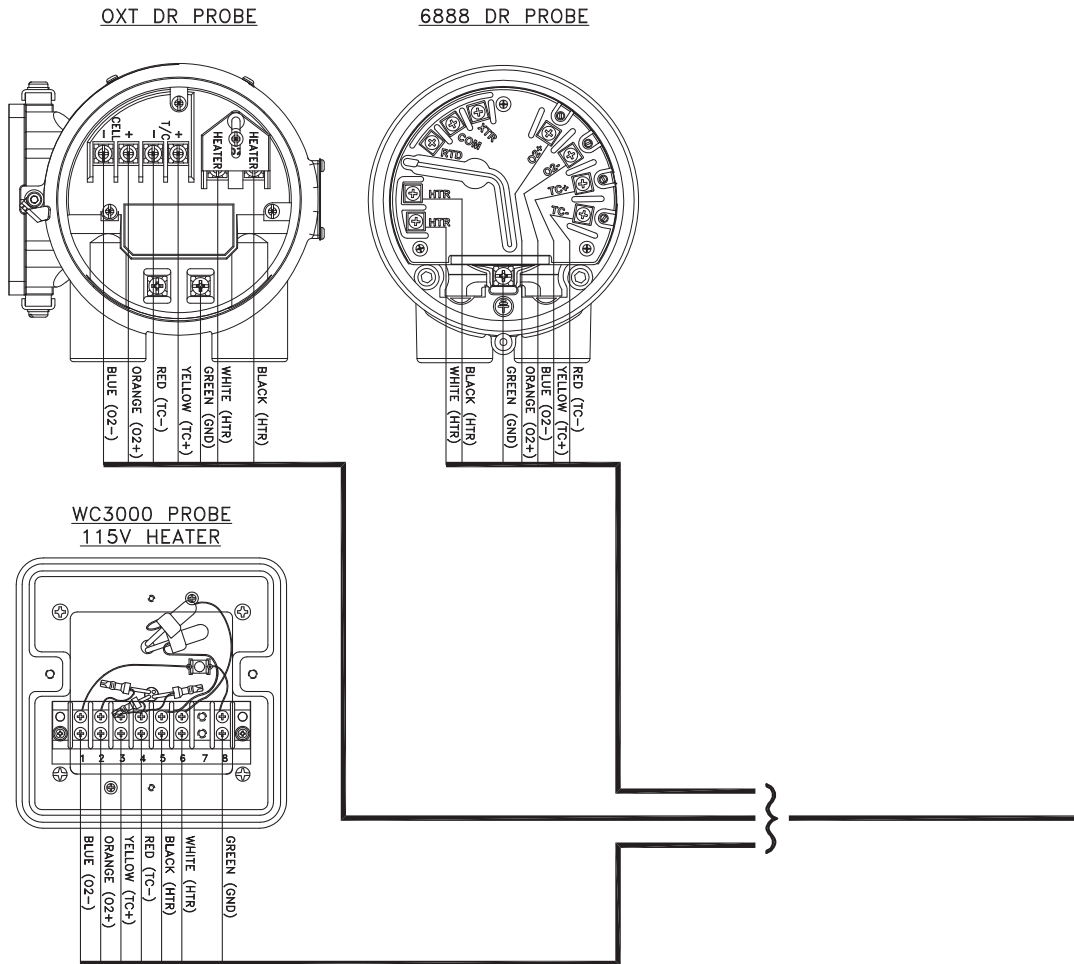 OXT DR PROBE
6888 DR PROBE
CELL
-
+
-
T/C
+
HEATER
HEATER
RTD
COM
XTR
O2+
O2-
TC+
TC-
HTR
HTR
BLUE (O2-)
ORANGE (O2+)
RED (TC-)
YELLOW (TC+)
GREEN (GND)
WHITE (HTR)
BLACK (HTR)
WHITE (HTR)
BLACK (HTR)
GREEN (GND)
ORANGE (O2+)
BLUE (O2-)
YELLOW (TC+)
RED (TC-)
WC3000 PROBE
115V HEATER
1 2 3 4 5 6 7 8
BLUE (O2-)
ORANGE (O2+)
YELLOW (TC+)
RED (TC-)
BLACK (HTR)
WHITE (HTR)
GREEN (GND)